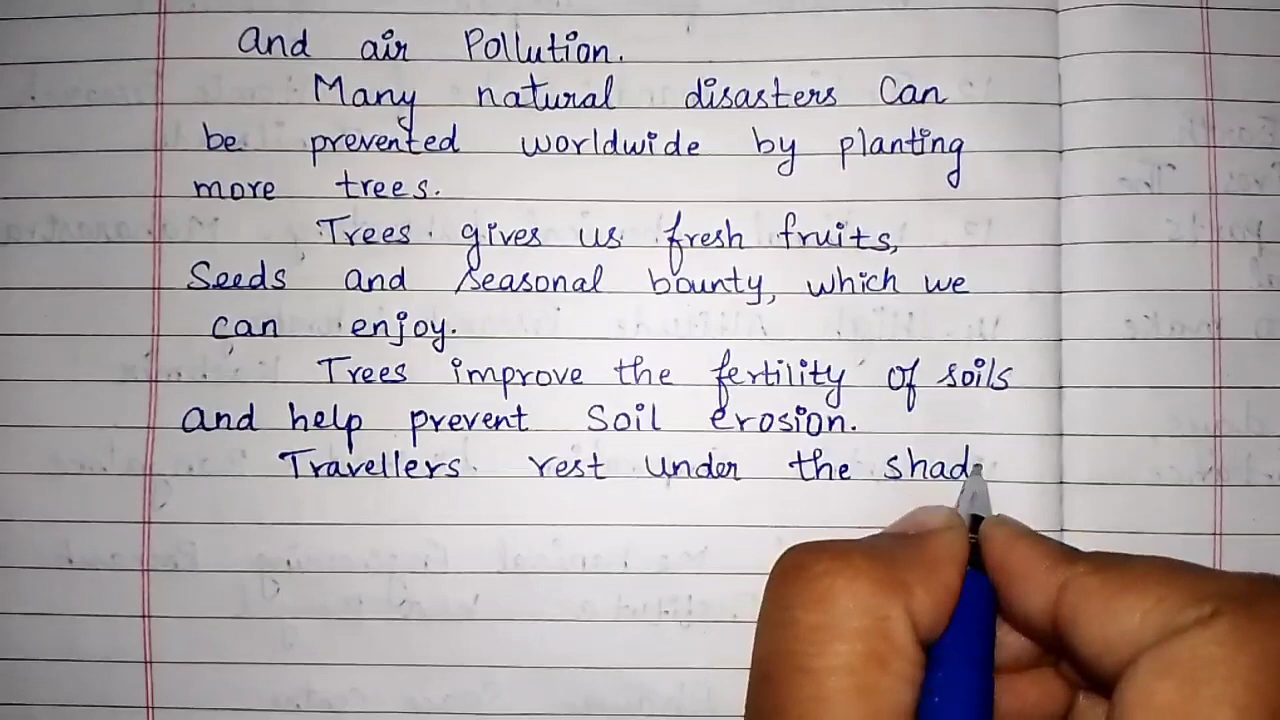 and air Pollution.
Many natural disasters Can
be prevented worldwide by planting
more trees.
Trees gives us fresh fruits,
Seeds and seasonal bounty, which we
can enjoy.
Trees improve the fertility of soils
and help prevent Soil erosion.
Travellers rest under the shad